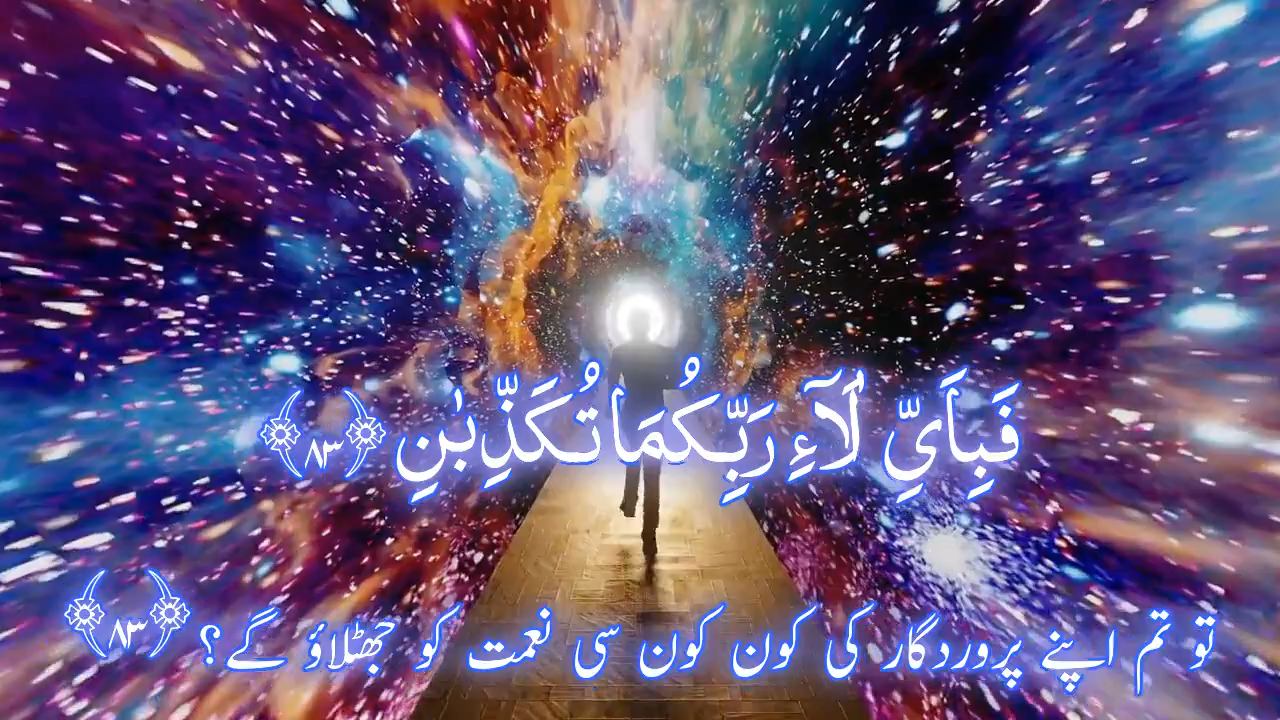 فَبِاَيِّ لَآءِ رَبِّكُمَا تُكَذِّبٰنِ ﴿۸۳﴾
تو تم اپنے پروردگار کی کون کون سی نعمت کو جھٹلاؤ گے؟ ﴿۸۳﴾